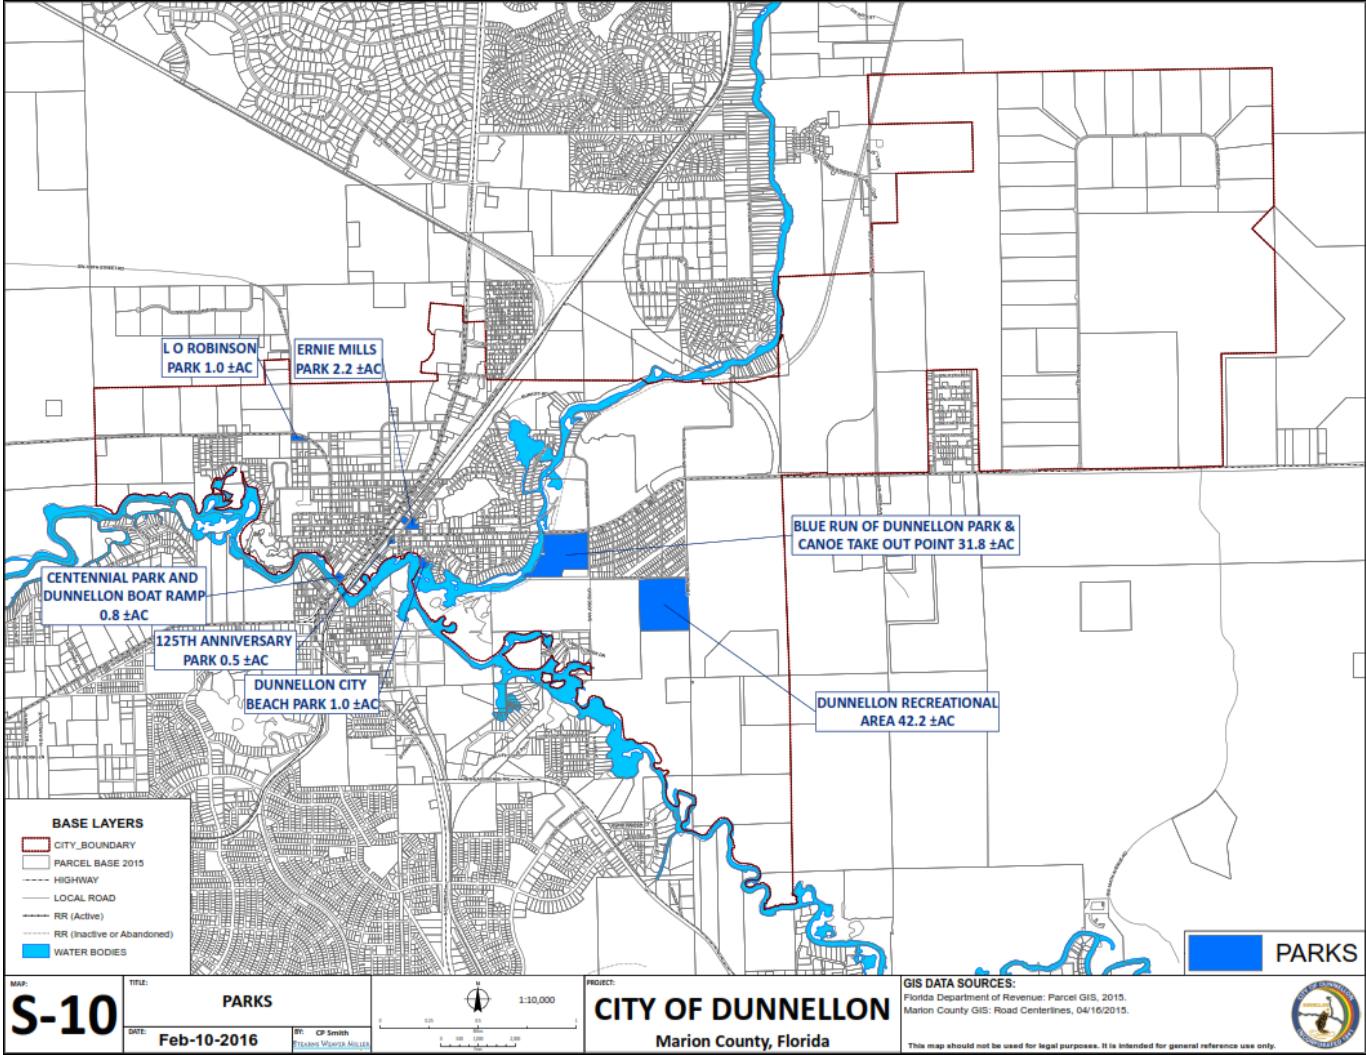 L O ROBINSON
PARK 1.0 ±AC
ERNIE MILLS
PARK 2.2 ±AC
BLUE RUN OF DUNNELLON PARK &
CANOE TAKE OUT POINT 31.8 ±AC
CENTENNIAL PARK AND
DUNNELLON BOAT RAMP
0.8 ±AC
125TH ANNIVERSARY
PARK 0.5 ±AC
DUNNELLON CITY
BEACH PARK 1.0 ±AC
DUNNELLON RECREATIONAL
AREA 42.2 ±AC
BASE LAYERS
CITY_BOUNDARY
PARCEL BASE 2015
HIGHWAY
LOCAL ROAD
RR (Active)
RR (Inactive or Abandoned)
WATER BODIES
PARKS
MAP:
S-10
TITLE:
PARKS
DATE:
Feb-10-2016
BY: CP Smith
STEARNS WEAVER MILLER
N
1:10,000
PROJECT:
CITY OF DUNNELLON
Marion County, Florida
GIS DATA SOURCES:
Florida Department of Revenue: Parcel GIS, 2015.
Marion County GIS: Road Centerlines, 04/16/2015.
This map should not be used for legal purposes. It is intended for general reference use only.
CITY OF DUNNELLON